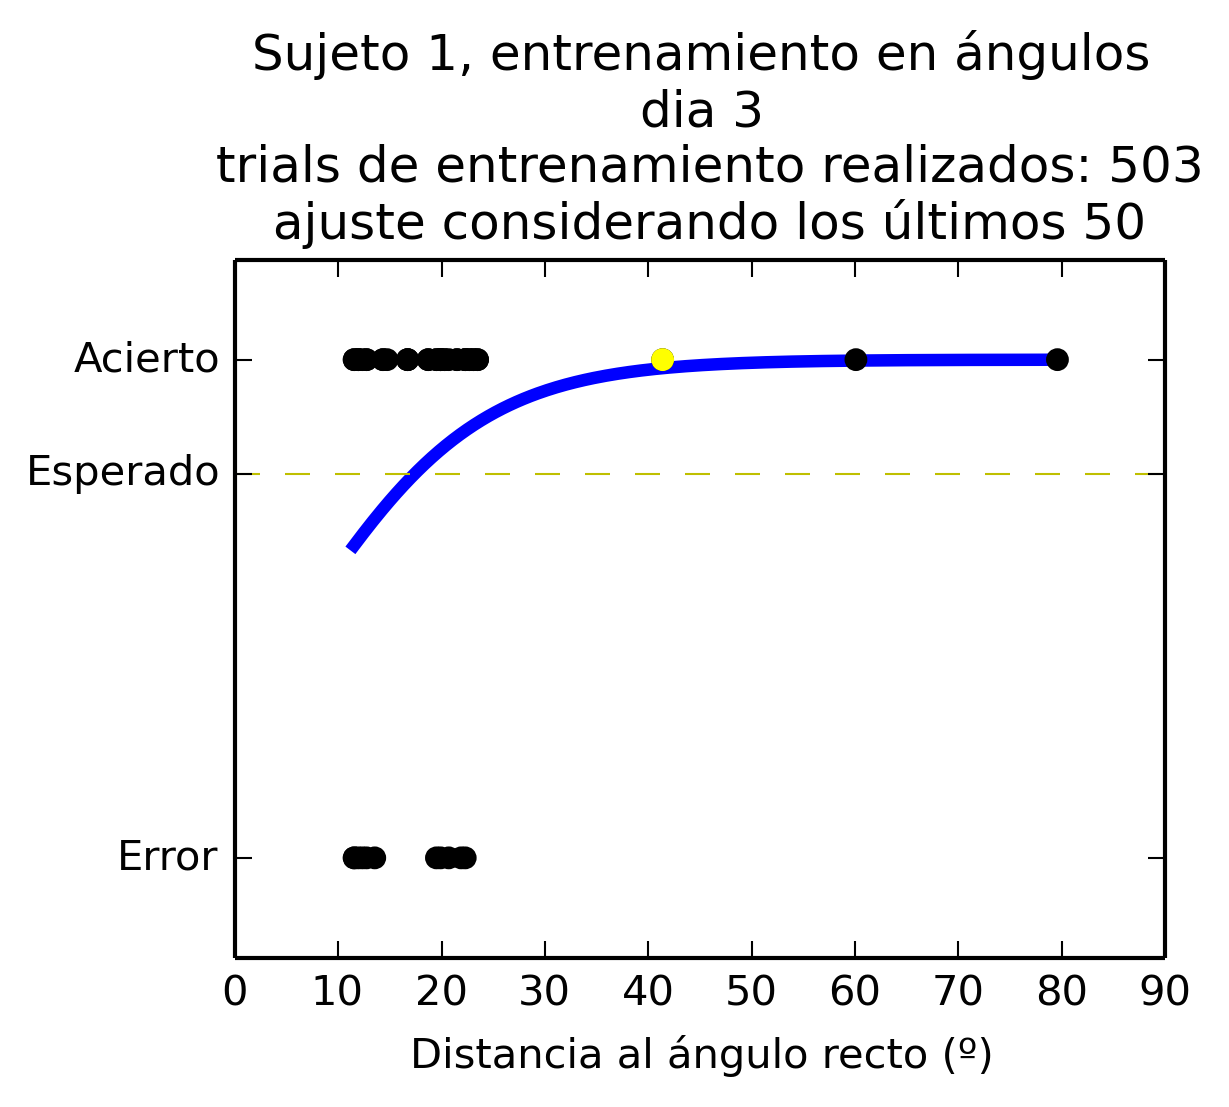 Sujeto 1, entrenamiento en ángulos
dia 3
trials de entrenamiento realizados: 503
ajuste considerando los últimos 50
Acierto
Esperado
Error
0 10 20 30 40 50 60 70 80 90
Distancia al ángulo recto (º)